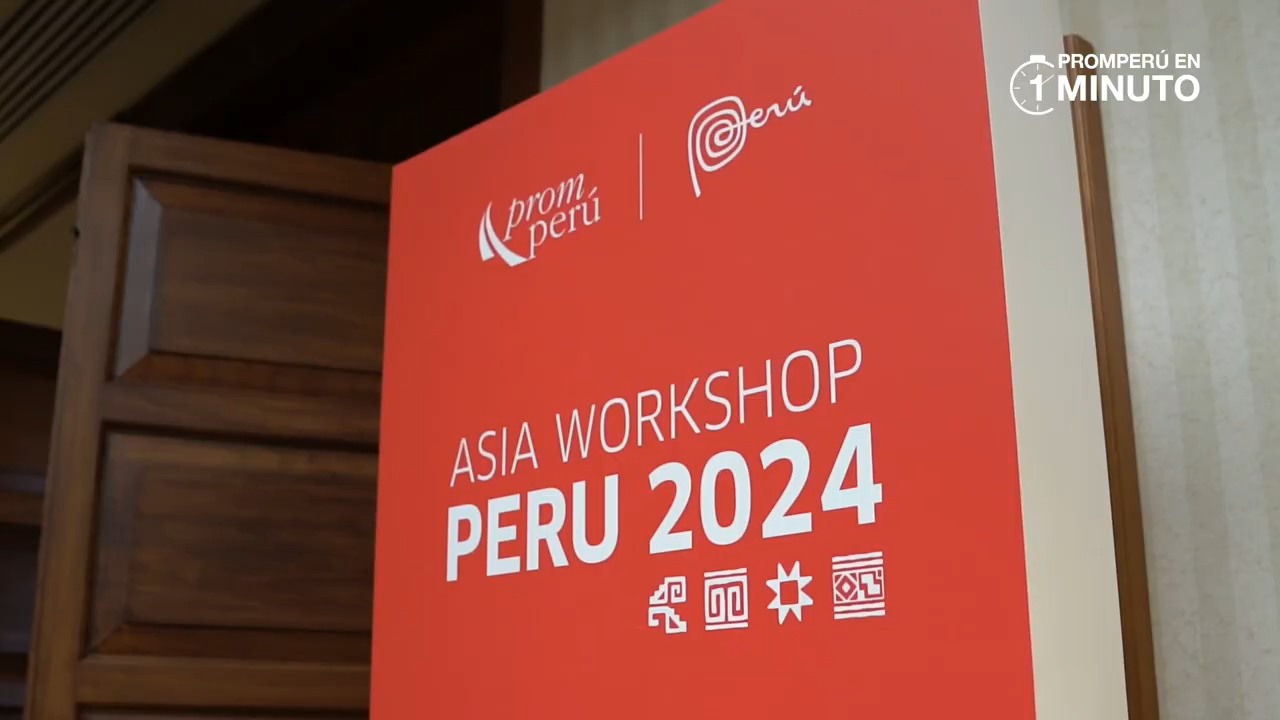 PROMPERÚ EN
1 MINUTO
prom
perú
Perú
ASIA WORKSHOP
PERU 2024